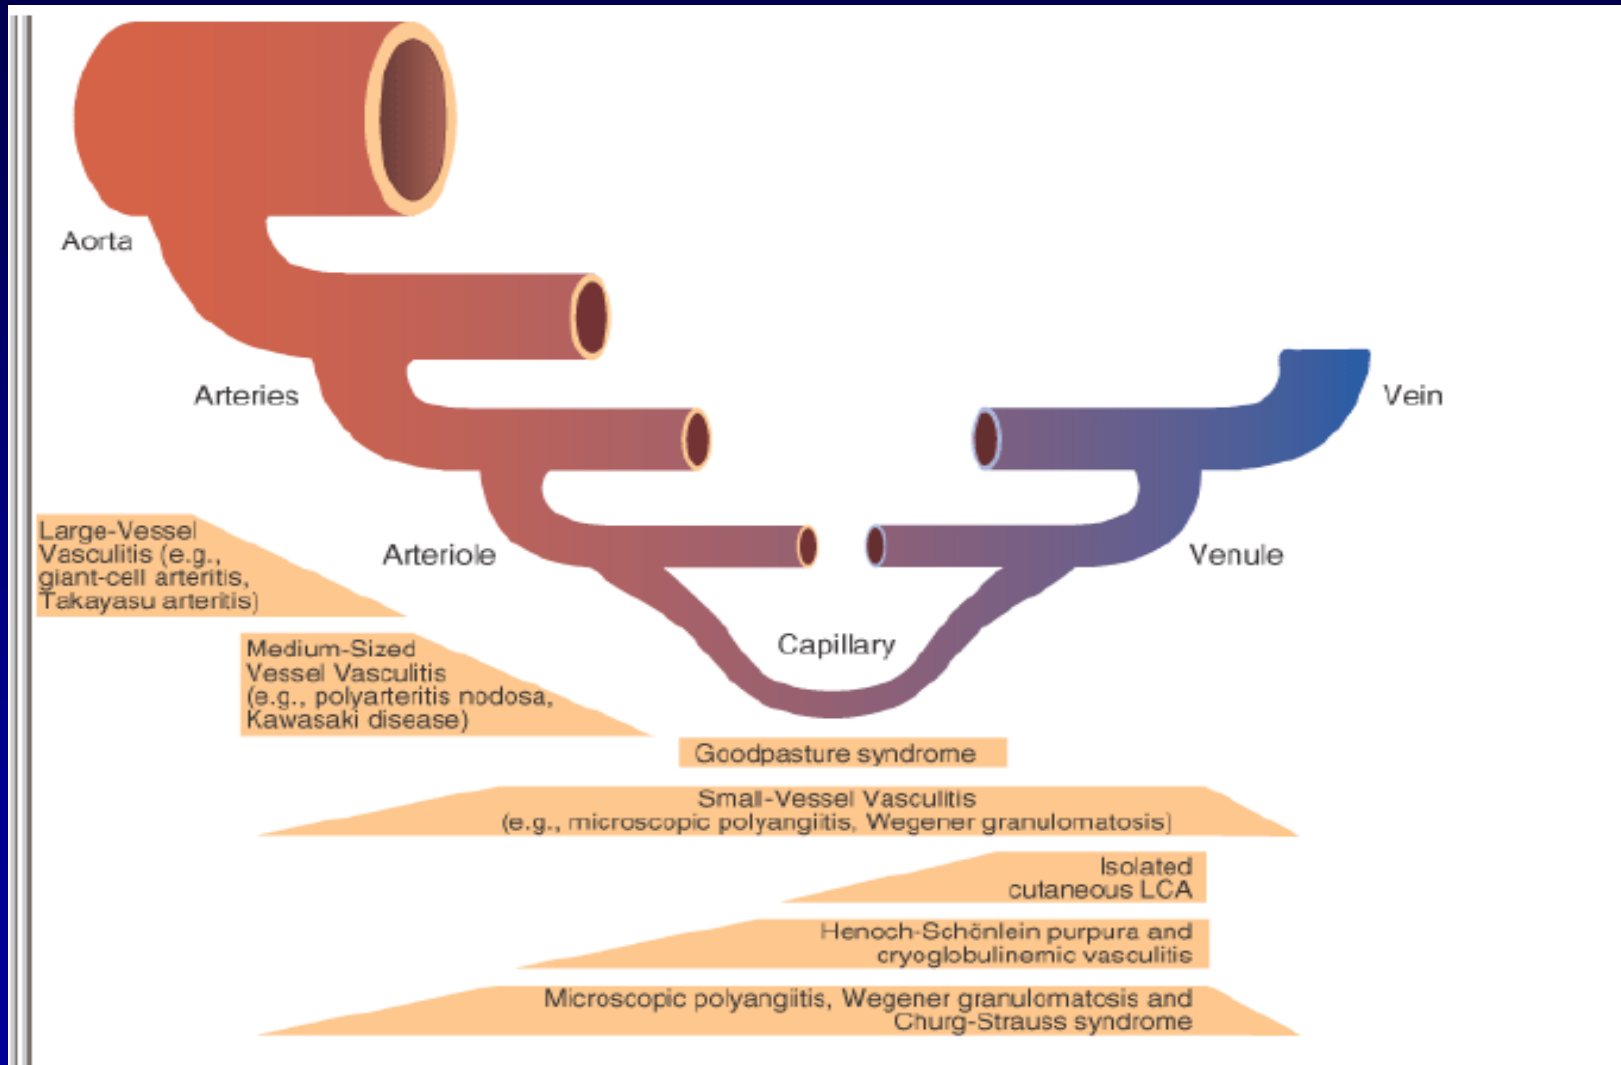 Aorta
Arteries
Vein
Large-Vessel
Vasculitis (e.g.,
giant-cell arteritis,
Takayasu arteritis)
Arteriole
Venule
Medium-Sized
Vessel Vasculitis
(e.g., polyarteritis nodosa,
Kawasaki disease)
Capillary
Goodpasture syndrome
Small-Vessel Vasculitis
(e.g., microscopic polyangiitis, Wegener granulomatosis)
Isolated
cutaneous LCA
Henoch-Schönlein purpura and
cryoglobulinemic vasculitis
Microscopic polyangiitis, Wegener granulomatosis and
Churg-Strauss syndrome